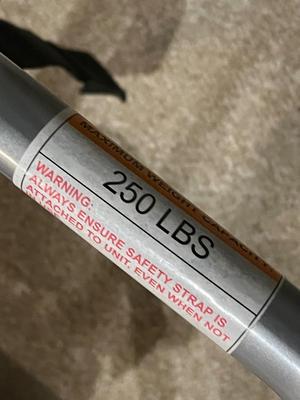 MAXIMUM WEIGHT CAPACITY
250 LBS
WARNING:
ALWAYS ENSURE SAFETY STRAP IS
ATTACHED TO UNIT, EVEN WHEN NOT